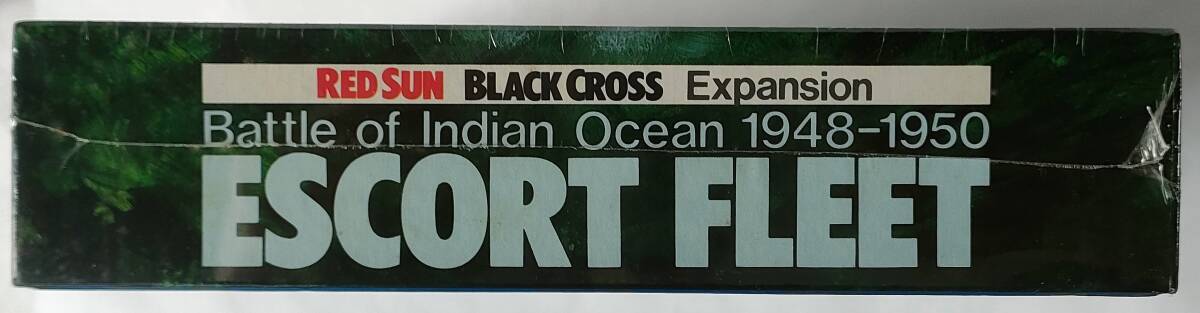 RED SUN BLACK CROSS Expansion
Battle of Indian Ocean 1948-1950
ESCORT FLEET